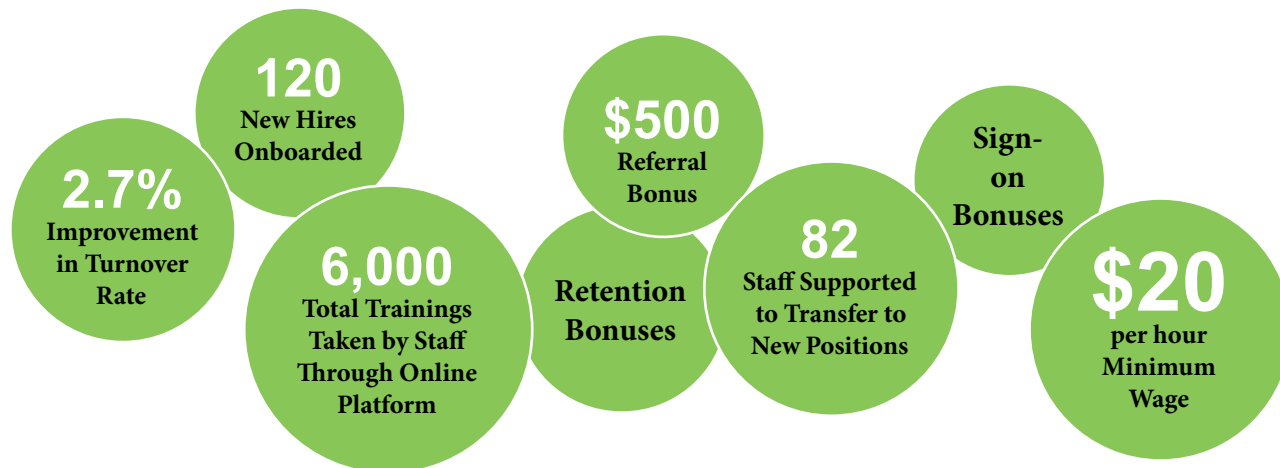 2.7%
Improvement
in Turnover
Rate
120
New Hires
Onboarded
6,000
Total Trainings
Taken by Staff
Through Online
Platform
$500
Referral
Bonus
Retention
Bonuses
82
Staff Supported
to Transfer to
New Positions
Sign-
on
Bonuses
$20
per hour
Minimum
Wage